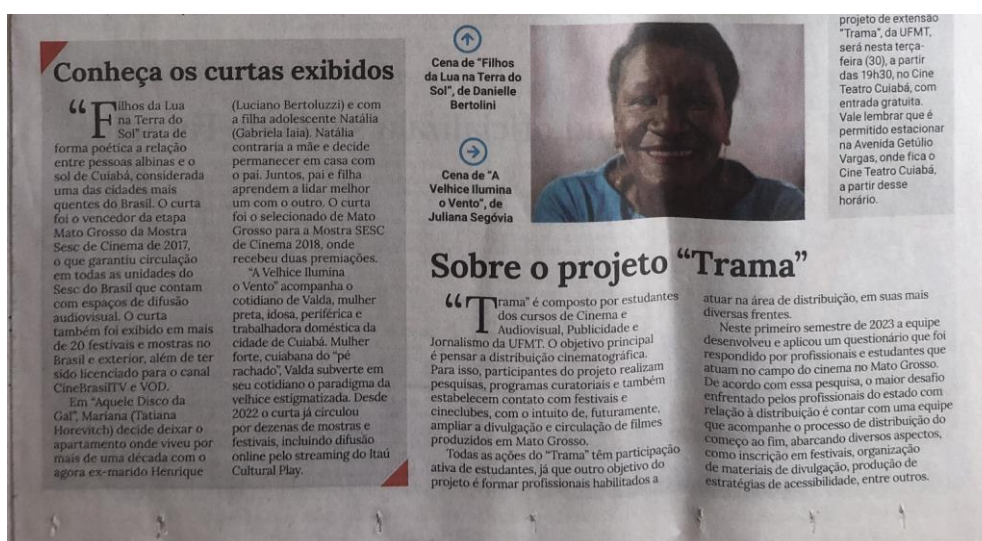 Conheça os curtas exibidos
“Filhos da Lua
na Terra do
Sol” trata de
forma poética a relação
entre pessoas albinas e o
sol de Cuiabá, considerada
uma das cidades mais
quentes do Brasil. O curta
foi o vencedor da etapa
Mato Grosso da Mostra
Sesc de Cinema de 2017,
o que garantiu circulação
em todas as unidades do
Sesc do Brasil que contam
com espaços de difusão
audiovisual. O curta
também foi exibido em mais
de 20 festivais e mostras no
Brasil e exterior, além de ter
sido licenciado para o canal
CineBrasilTV e VOD.
Em “Aquele Disco da
Gal”, Mariana (Tatiana
Horevitch) decide deixar o
apartamento onde viveu por
mais de uma década com o
agora ex-marido Henrique
(Luciano Bertoluzzi) e com
a filha adolescente Natália
(Gabriela Iaia). Natália
contraria a mãe e decide
permanecer em casa com
o pai. Juntos, pai e filha
aprendem a lidar melhor
um com o outro. O curta
foi o selecionado de Mato
Grosso para a Mostra SESC
de Cinema 2018, onde
recebeu duas premiações.
“A Velhice Ilumina
o Vento” acompanha o
cotidiano de Valda, mulher
preta, idosa, periférica e
trabalhadora doméstica da
cidade de Cuiabá. Mulher
forte, cuiabana do “pé
rachado”, Valda subverte em
seu cotidiano o paradigma da
velhice estigmatizada. Desde
2022 o curta já circulou
por dezenas de mostras e
festivais, incluindo difusão
online pelo streaming do Itaú
Cultural Play.
Cena de “Filhos
da Lua na Terra do
Sol”, de Danielle
Bertolini
Cena de “A
Velhice Ilumina
o Vento”, de
Juliana Segóvia
projeto de extensão
“Trama”, da UFMT,
será nesta terça-
feira (30), a partir
das 19h30, no Cine
Teatro Cuiabá, com
entrada gratuita.
Vale lembrar que é
permitido estacionar
na Avenida Getúlio
Vargas, onde fica o
Cine Teatro Cuiabá,
a partir desse
horário.
Sobre o projeto “Trama”
“Trama” é composto por estudantes
dos cursos de Cinema e
Audiovisual, Publicidade e
Jornalismo da UFMT. O objetivo principal
é pensar a distribuição cinematográfica.
Para isso, participantes do projeto realizam
pesquisas, programas curatoriais e também
estabelecem contato com festivais e
cineclubes, com o intuito de, futuramente,
ampliar a divulgação e circulação de filmes
produzidos em Mato Grosso.
Todas as ações do “Trama” têm participação
ativa de estudantes, já que outro objetivo do
projeto é formar profissionais habilitados a
atuar na área de distribuição, em suas mais
diversas frentes.
Neste primeiro semestre de 2023 a equipe
desenvolveu e aplicou um questionário que foi
respondido por profissionais e estudantes que
atuam no campo do cinema no Mato Grosso.
De acordo com essa pesquisa, o maior desafio
enfrentado pelos profissionais do estado com
relação à distribuição é contar com uma equipe
que acompanhe o processo de distribuição do
começo ao fim, abarcando diversos aspectos,
como inscrição em festivais, organização
de materiais de divulgação, produção de
estratégias de acessibilidade, entre outros.